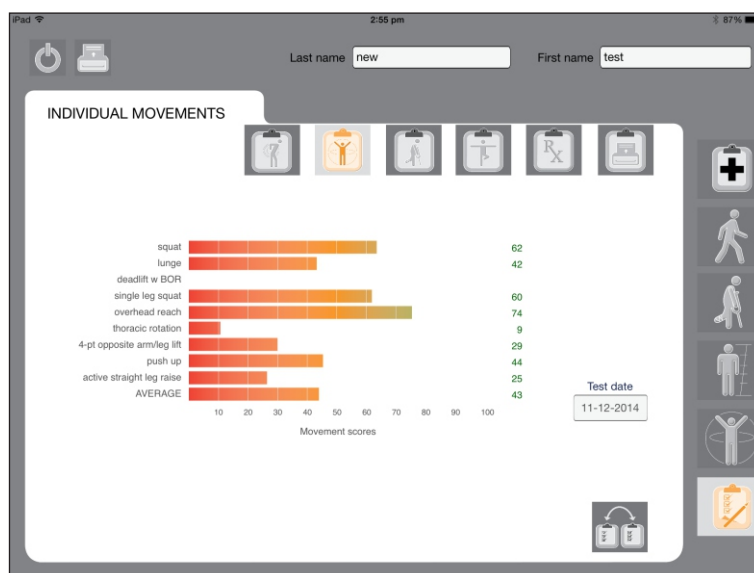 iPad 2:55 pm 87%
Last name new First name test
INDIVIDUAL MOVEMENTS
Rx
squat 62
lunge 42
deadlift w BOR
single leg squat 60
overhead reach 74
thoracic rotation 9
4-pt opposite arm/leg lift 29
push up 44
active straight leg raise 25
AVERAGE 43
Test date
11-12-2014
10 20 30 40 50 60 70 80 90 100
Movement scores